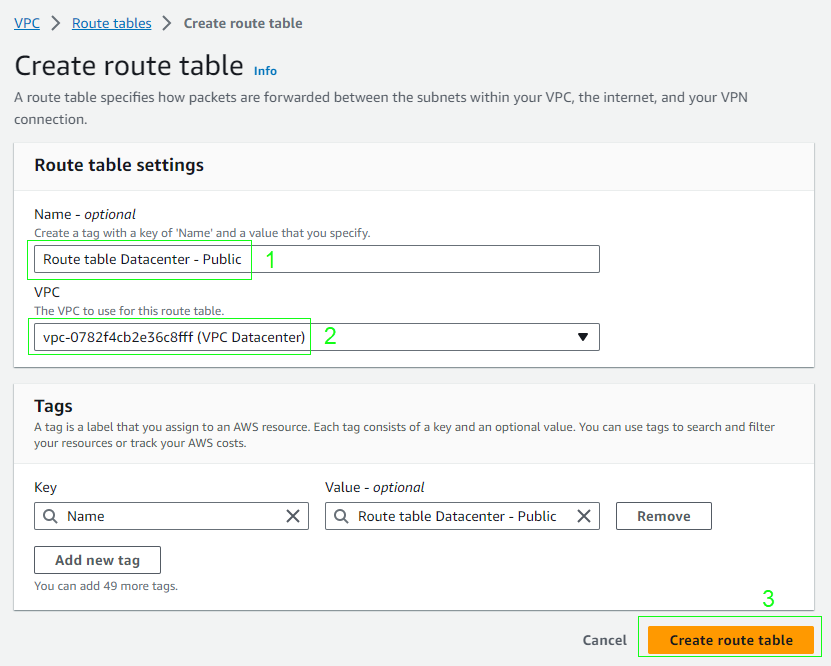 VPC > Route tables > Create route table
Create route table Info
A route table specifies how packets are forwarded between the subnets within your VPC, the internet, and your VPN
connection.
Route table settings
Name - optional
Create a tag with a key of 'Name' and a value that you specify.
Route table Datacenter - Public 1
VPC
The VPC to use for this route table.
vpc-0782f4cb2e36c8fff (VPC Datacenter) 2
Tags
A tag is a label that you assign to an AWS resource. Each tag consists of a key and an optional value. You can use tags to search and filter
your resources or track your AWS costs.
Key Value - optional
Name Route table Datacenter - Public Remove
Add new tag
You can add 49 more tags.
3
Cancel Create route table